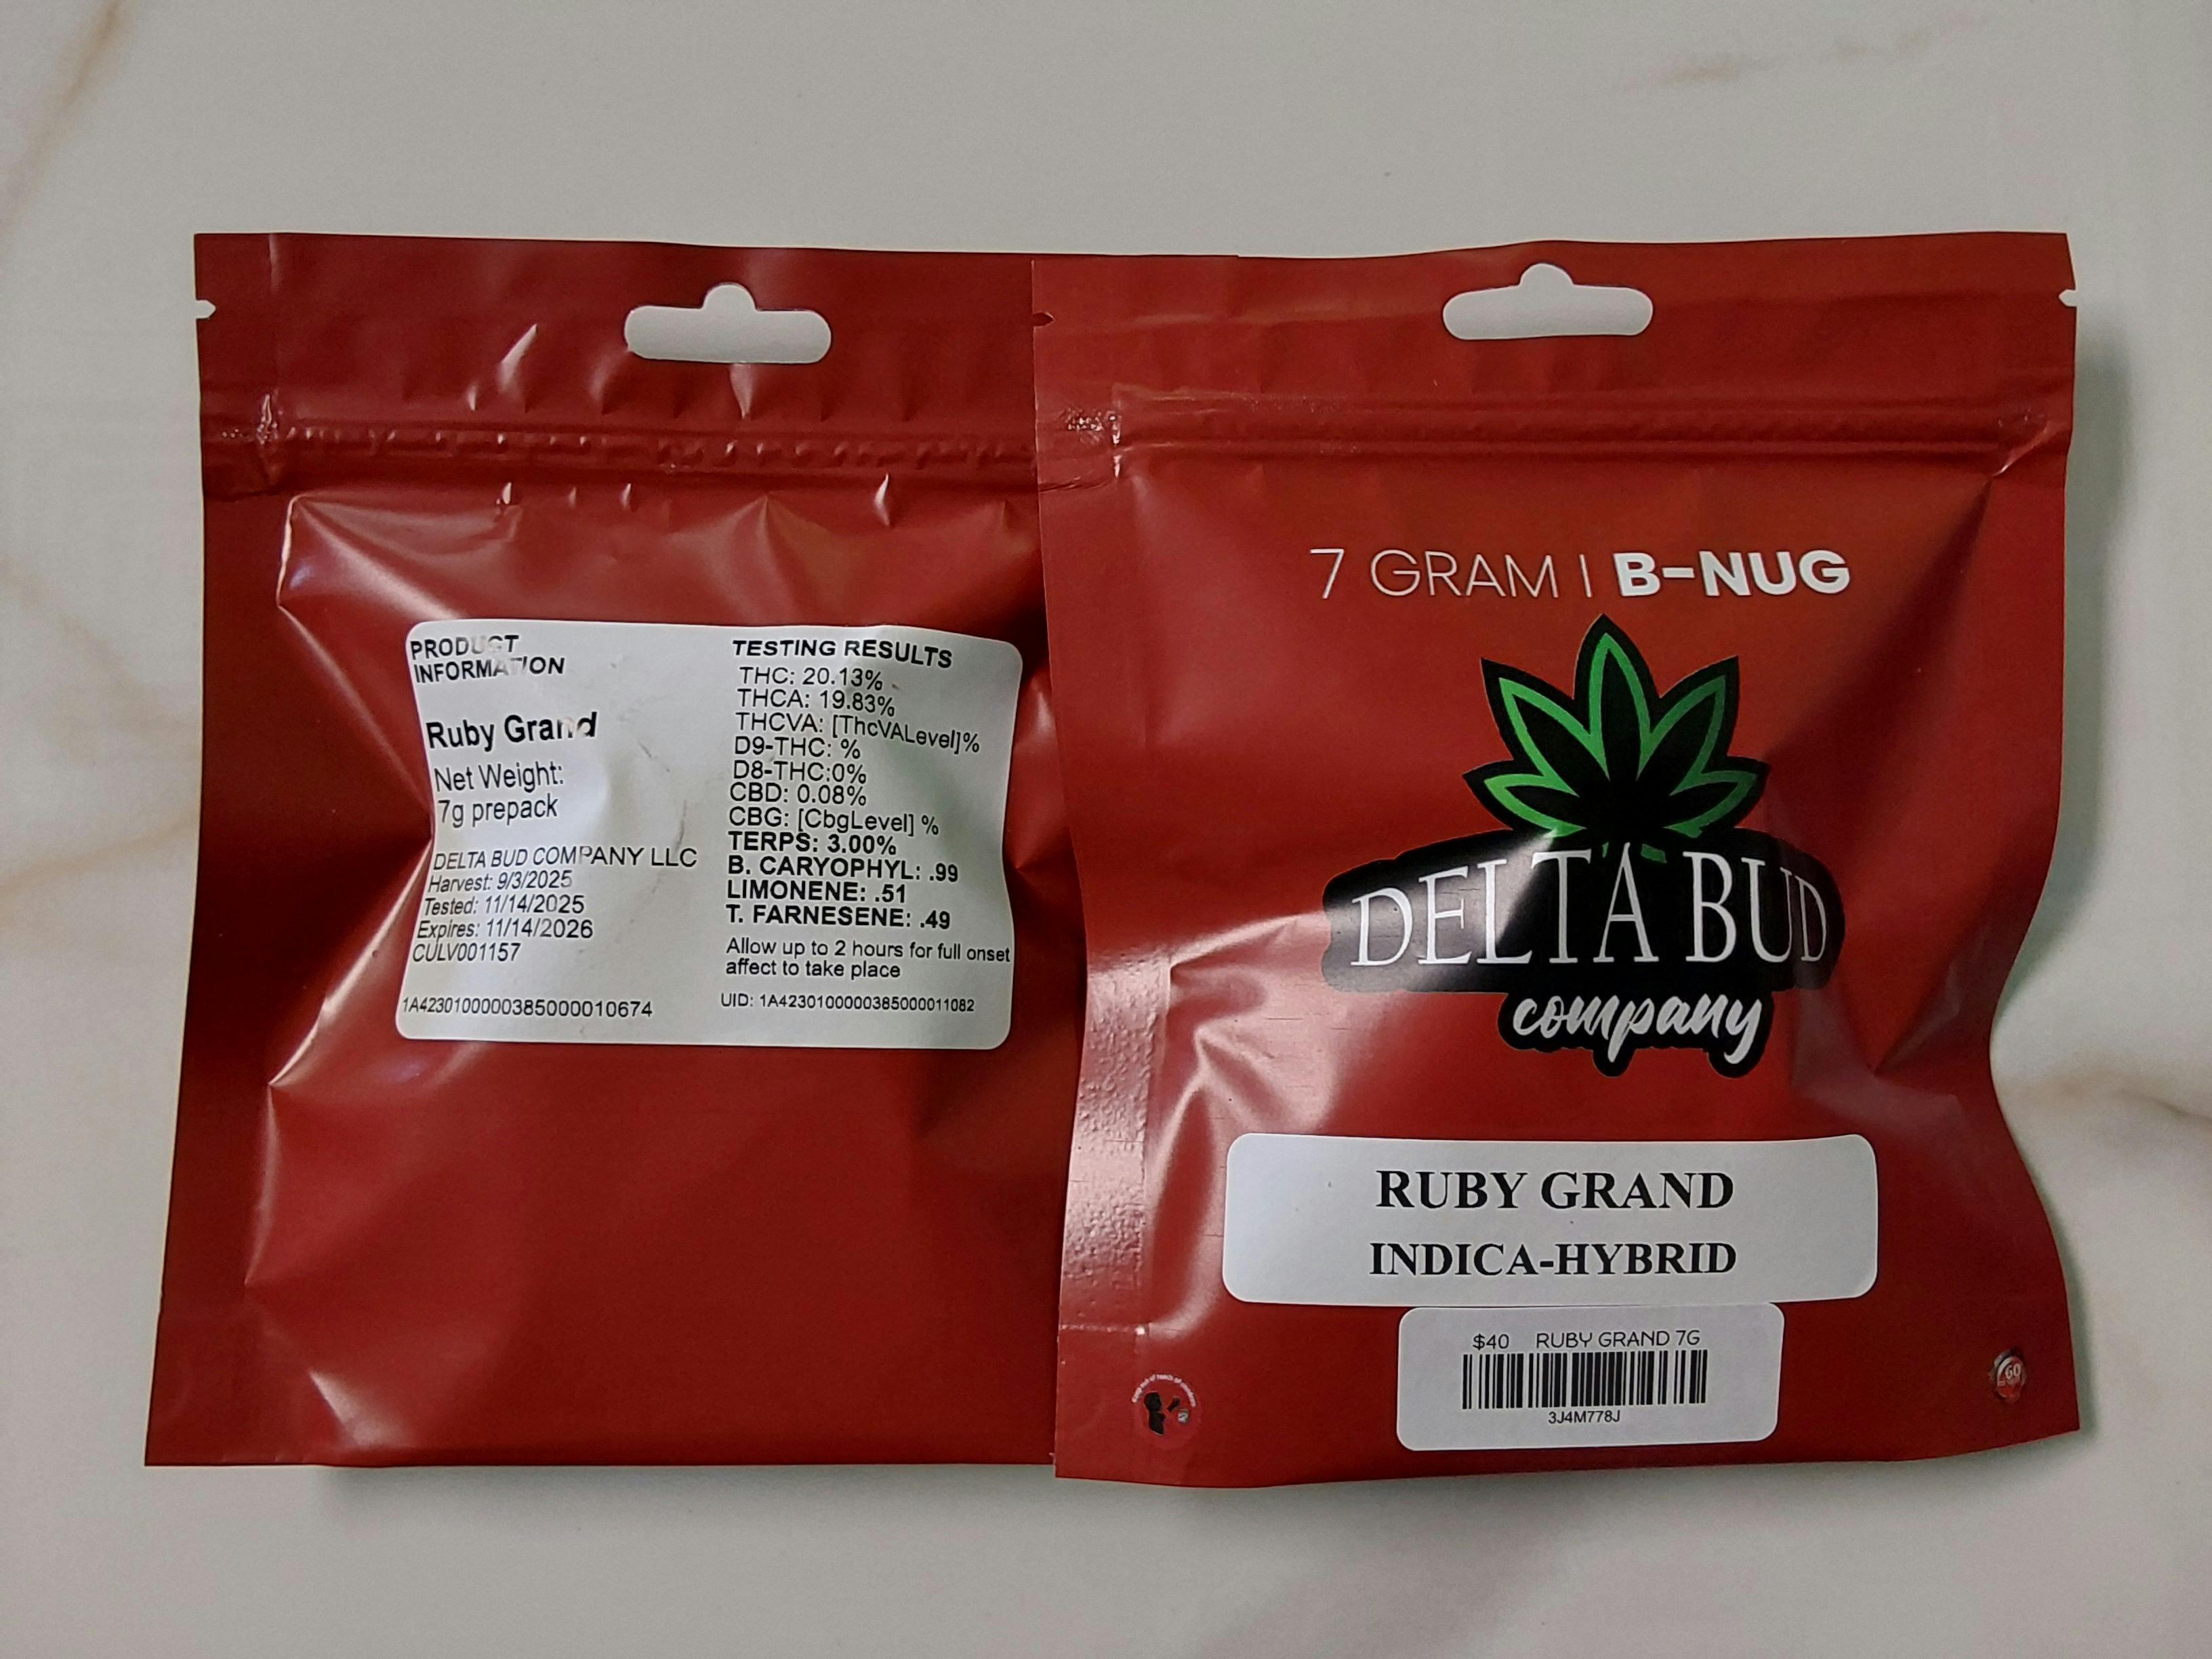 PRODUCT
INFORMATION
Ruby Grand
Net Weight:
7g prepack
DELTA BUD COMPANY LLC
Harvest: 9/3/2025
Tested: 11/14/2025
Expires: 11/14/2026
CULV001157
1A4230100000385000010674
TESTING RESULTS
THC: 20.13%
THCA: 19.83%
THCVA: [ThcVALevel]%
D9-THC: %
D8-THC:0%
CBD: 0.08%
CBG: [CbgLevel] %
TERPS: 3.00%
B. CARYOPHYL: .99
LIMONENE: .51
T. FARNESENE: .49
Allow up to 2 hours for full onset
affect to take place
UID: 1A4230100000385000011082
7 GRAM | B-NUG
DELTA BUD
company
RUBY GRAND
INDICA-HYBRID
$40 RUBY GRAND 7G
3J4M778J